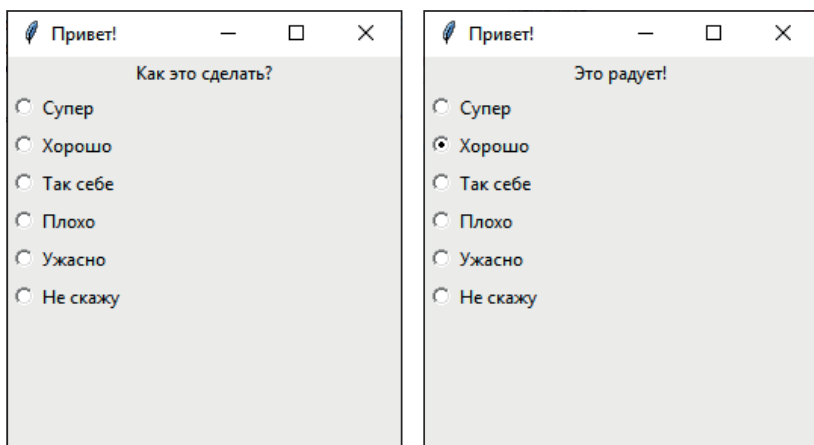 Привет!
Как это сделать?
Супер
Хорошо
Так себе
Плохо
Ужасно
Не скажу
Привет!
Это радует!
Супер
Хорошо
Так себе
Плохо
Ужасно
Не скажу